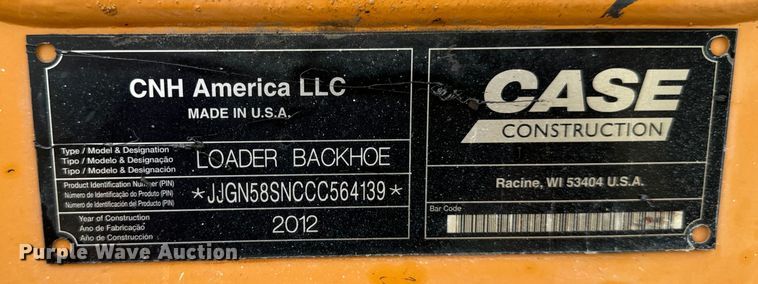 CNH America LLC
MADE IN U.S.A.
Type / Model & Designation
Tipo / Modelo & Designação
Tipo / Modelo & Designación
LOADER BACKHOE
Product Identification Number (PIN)
Número de Identificação do Produto (PIN)
Número de Identificación del Producto (PIN)
*JJGN58SNCCC564139*
Year of Construction
Ano de Fabricação
Año de Construcción
2012
CASE
CONSTRUCTION
Racine, WI 53404 U.S.A.
Bar Code
Purple Wave Auction